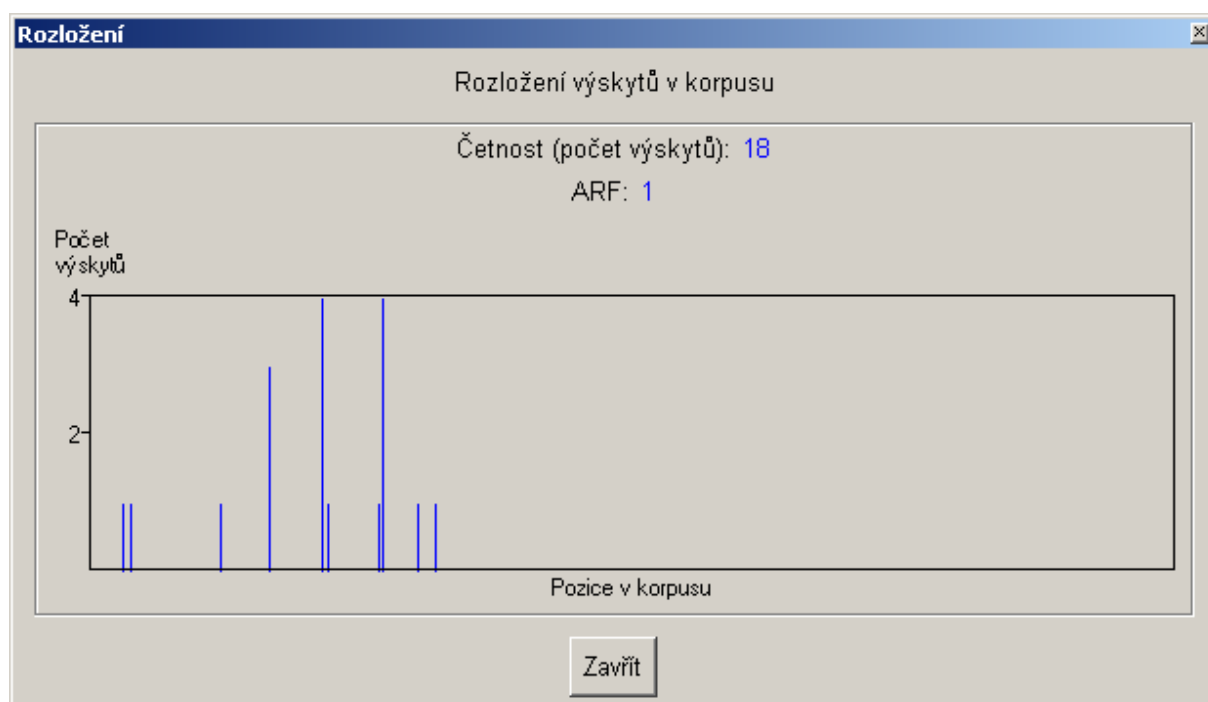 Rozložení
Rozložení výskytů v korpusu
Četnost (počet výskytů): 18
ARF: 1
Počet
výskytů
4
2
Pozice v korpusu
Zavřít